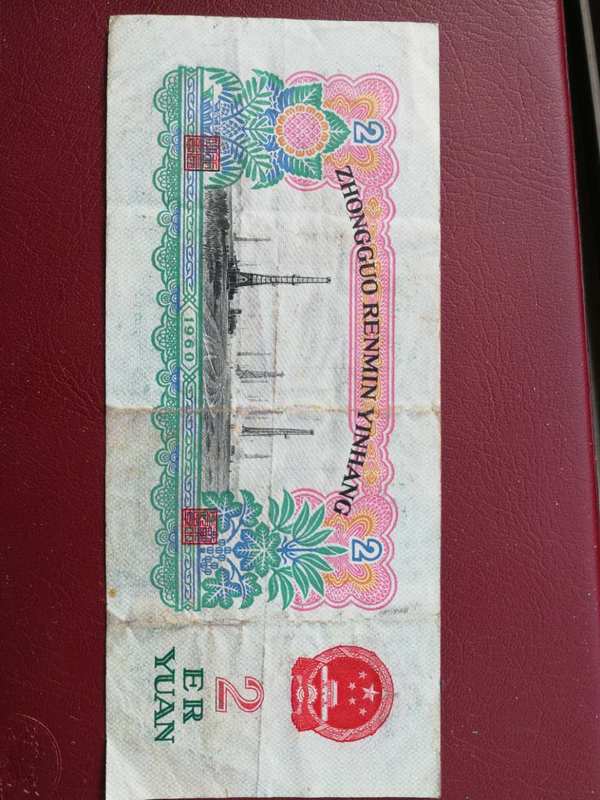 ZHONGGUO RENMIN YINHANG
2
2
1960
2
ER
YUAN